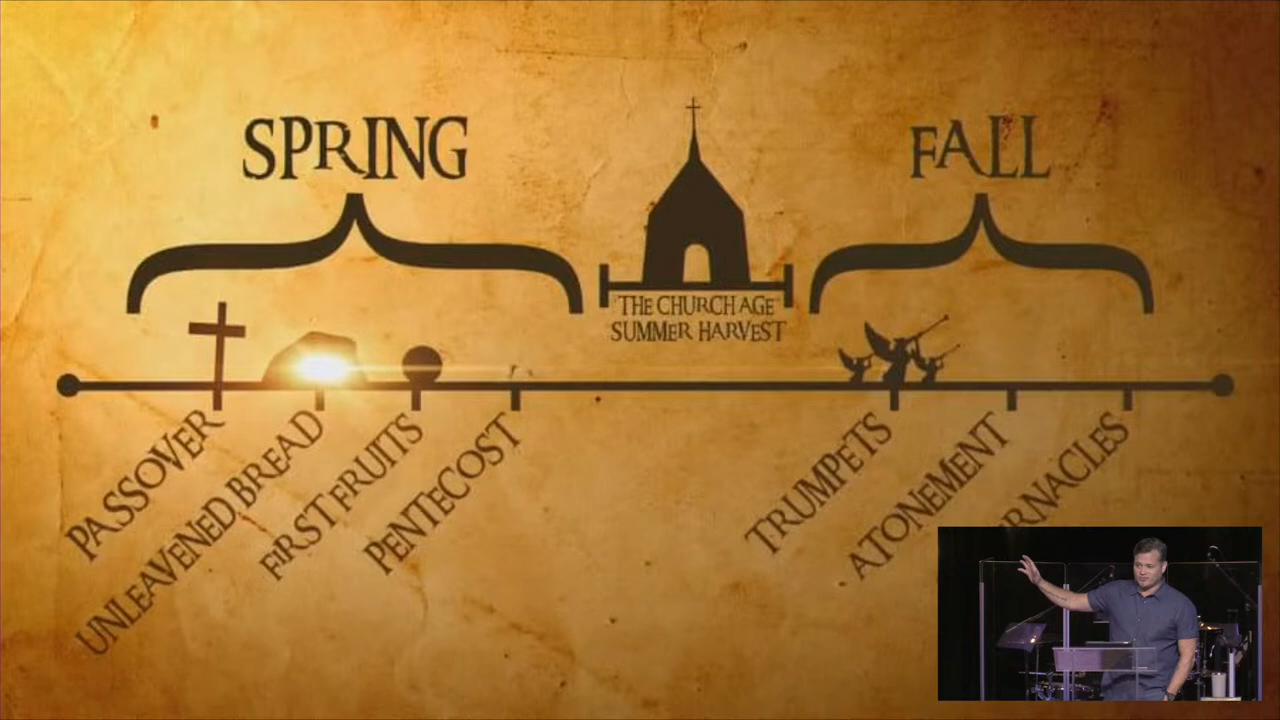 SPRING
FALL
THE CHURCH AGE
SUMMER HARVEST
PASSOVER
UNLEAVENED BREAD
FIRST FRUITS
PENTECOST
TRUMPETS
ATONEMENT